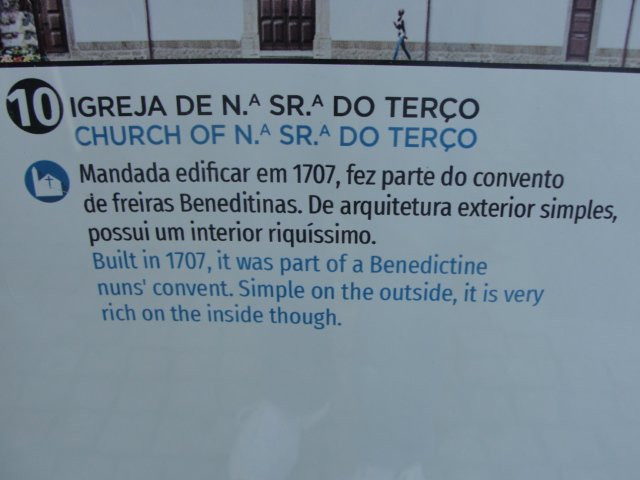 10 IGREJA DE N.ª SR.ª DO TERÇO
CHURCH OF N.ª SR.ª DO TERÇO
Mandada edificar em 1707, fez parte do convento
de freiras Beneditinas. De arquitetura exterior simples,
possui um interior riquíssimo.
Built in 1707, it was part of a Benedictine
nuns' convent. Simple on the outside, it is very
rich on the inside though.